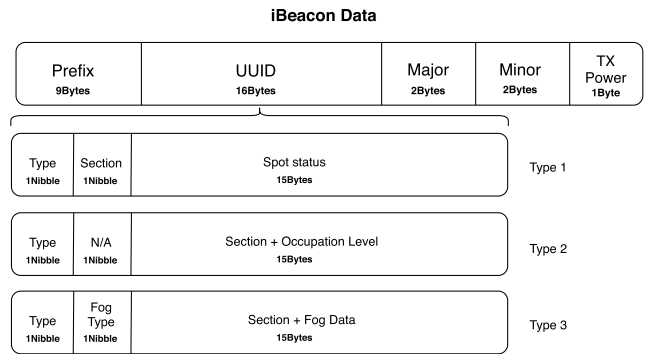 iBeacon Data
Prefix
9Bytes
UUID
16Bytes
Major
2Bytes
Minor
2Bytes
TX
Power
1Byte
Type
1Nibble
Section
1Nibble
Spot status
15Bytes
Type 1
Type
1Nibble
N/A
1Nibble
Section + Occupation Level
15Bytes
Type 2
Type
1Nibble
Fog
Type
1Nibble
Section + Fog Data
15Bytes
Type 3